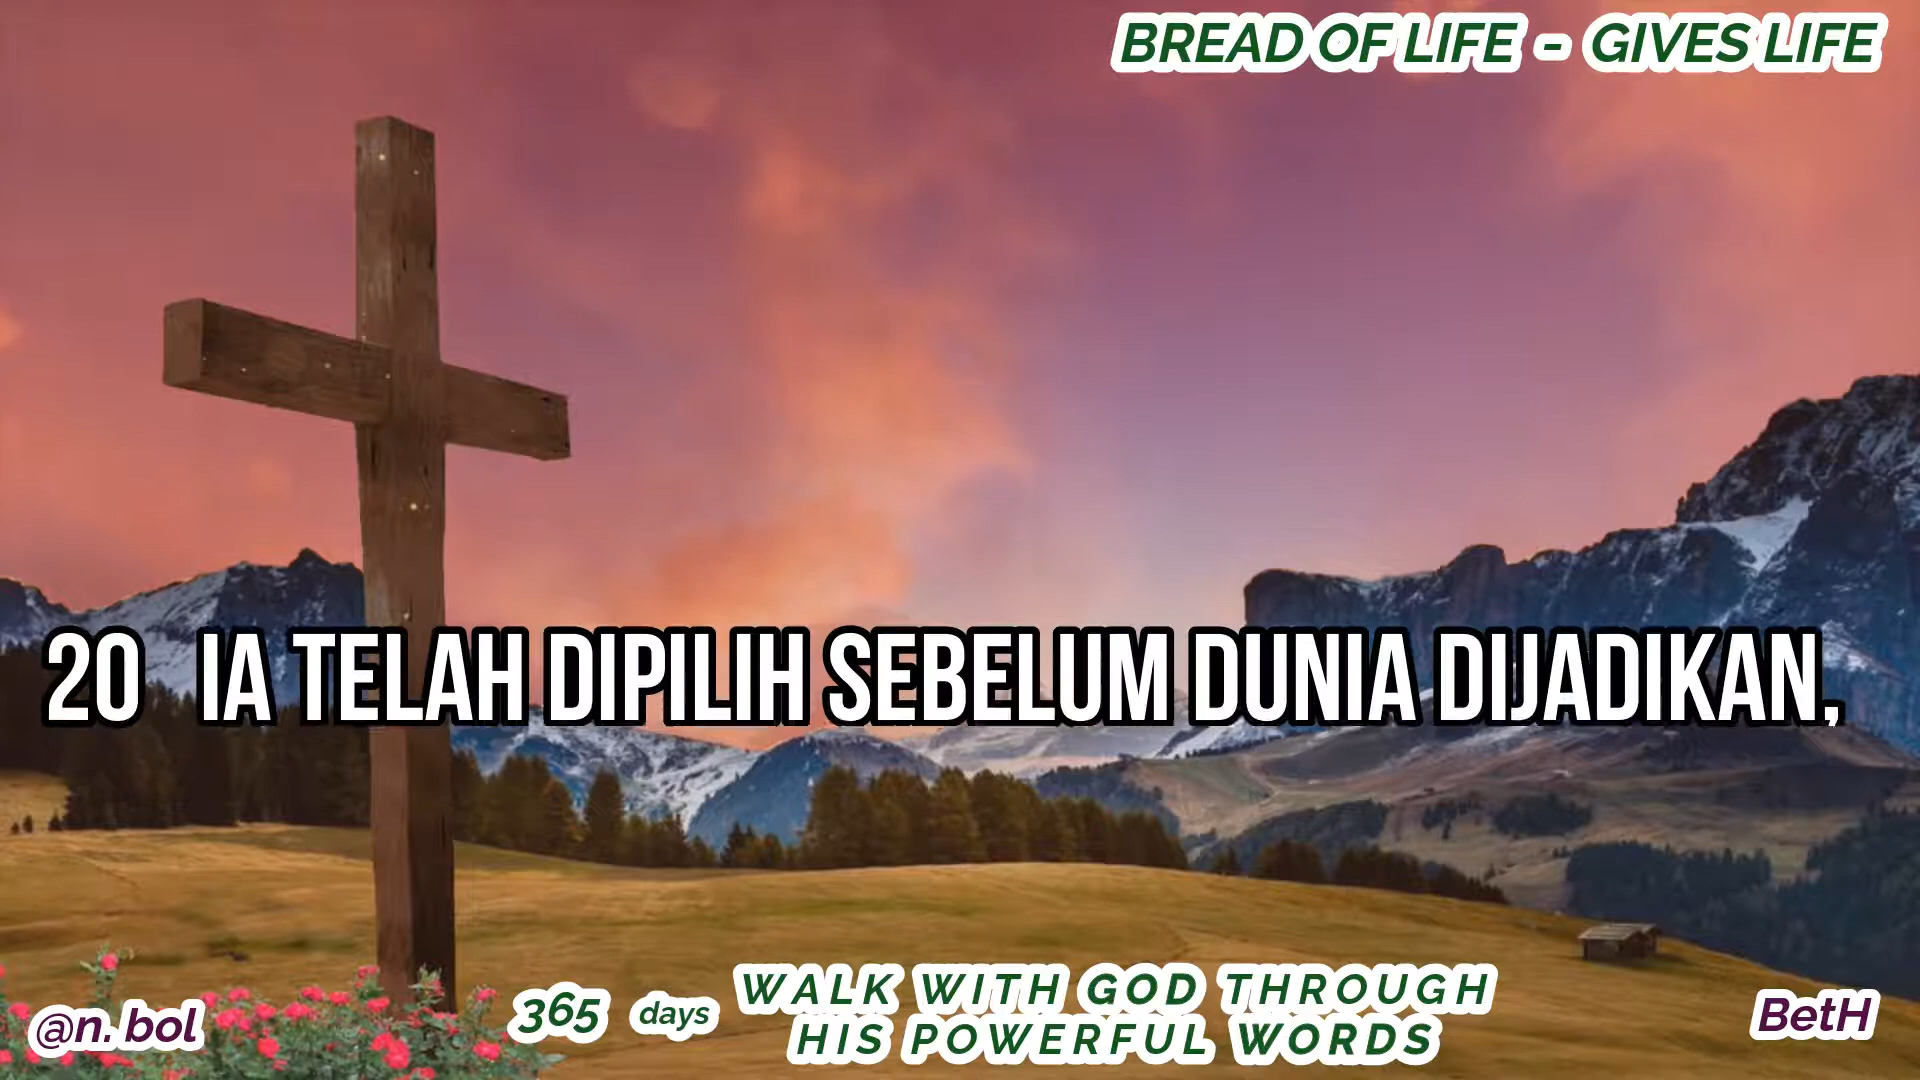 BREAD OF LIFE - GIVES LIFE
20 IA TELAH DIPILIH SEBELUM DUNIA DIJADIKAN,
@n.bol 365 days WALK WITH GOD THROUGH
HIS POWERFUL WORDS
BetH